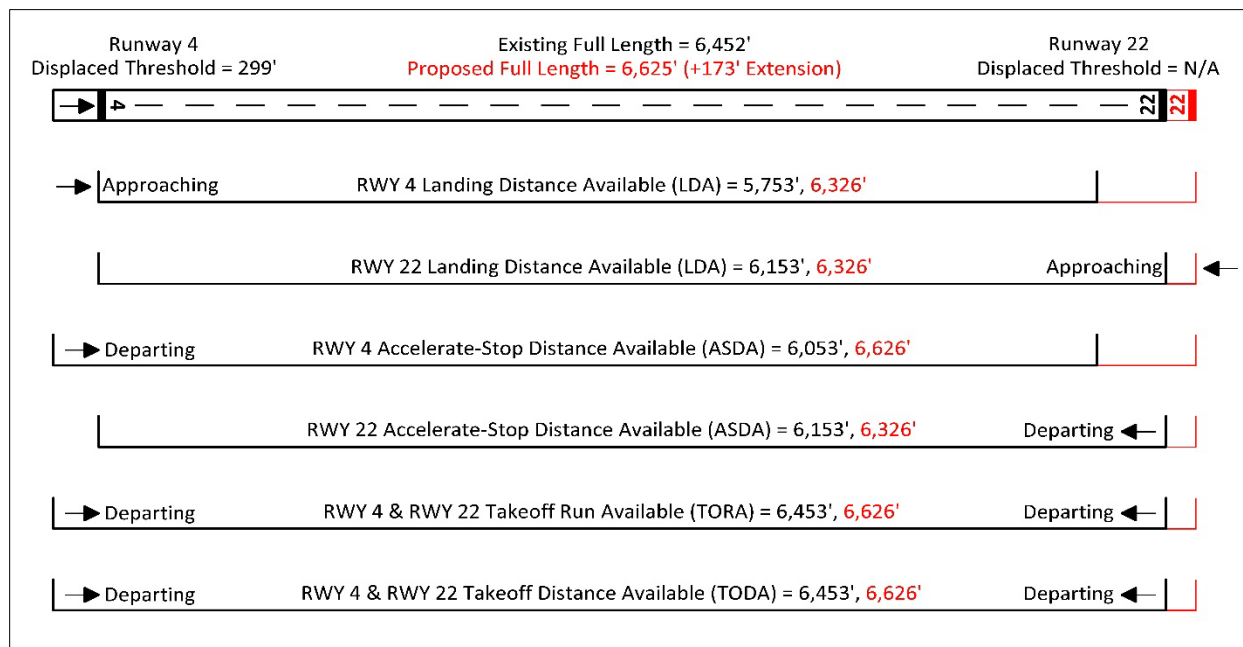 Runway 4
Displaced Threshold = 299'
Existing Full Length = 6,452'
Proposed Full Length = 6,625' (+173' Extension)
Runway 22
Displaced Threshold = N/A
4
22
22
Approaching
RWY 4 Landing Distance Available (LDA) = 5,753', 6,326'
RWY 22 Landing Distance Available (LDA) = 6,153', 6,326'
Approaching
Departing
RWY 4 Accelerate-Stop Distance Available (ASDA) = 6,053', 6,626'
RWY 22 Accelerate-Stop Distance Available (ASDA) = 6,153', 6,326'
Departing
Departing
RWY 4 & RWY 22 Takeoff Run Available (TORA) = 6,453', 6,626'
Departing
Departing
RWY 4 & RWY 22 Takeoff Distance Available (TODA) = 6,453', 6,626'
Departing